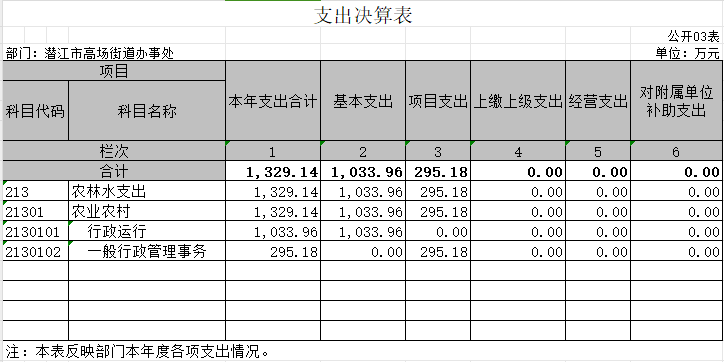 支出决算表
公开03表
部门：潜江市高场街道办事处 单位：万元
项目 本年支出合计 基本支出 项目支出 上缴上级支出 经营支出 对附属单位补助支出
科目代码 科目名称
栏次 1 2 3 4 5 6
合计 1,329.14 1,033.96 295.18 0.00 0.00 0.00
213 农林水支出 1,329.14 1,033.96 295.18 0.00 0.00 0.00
21301 农业农村 1,329.14 1,033.96 295.18 0.00 0.00 0.00
2130101 行政运行 1,033.96 1,033.96 0.00 0.00 0.00 0.00
2130102 一般行政管理事务 295.18 0.00 295.18 0.00 0.00 0.00
注：本表反映部门本年度各项支出情况。